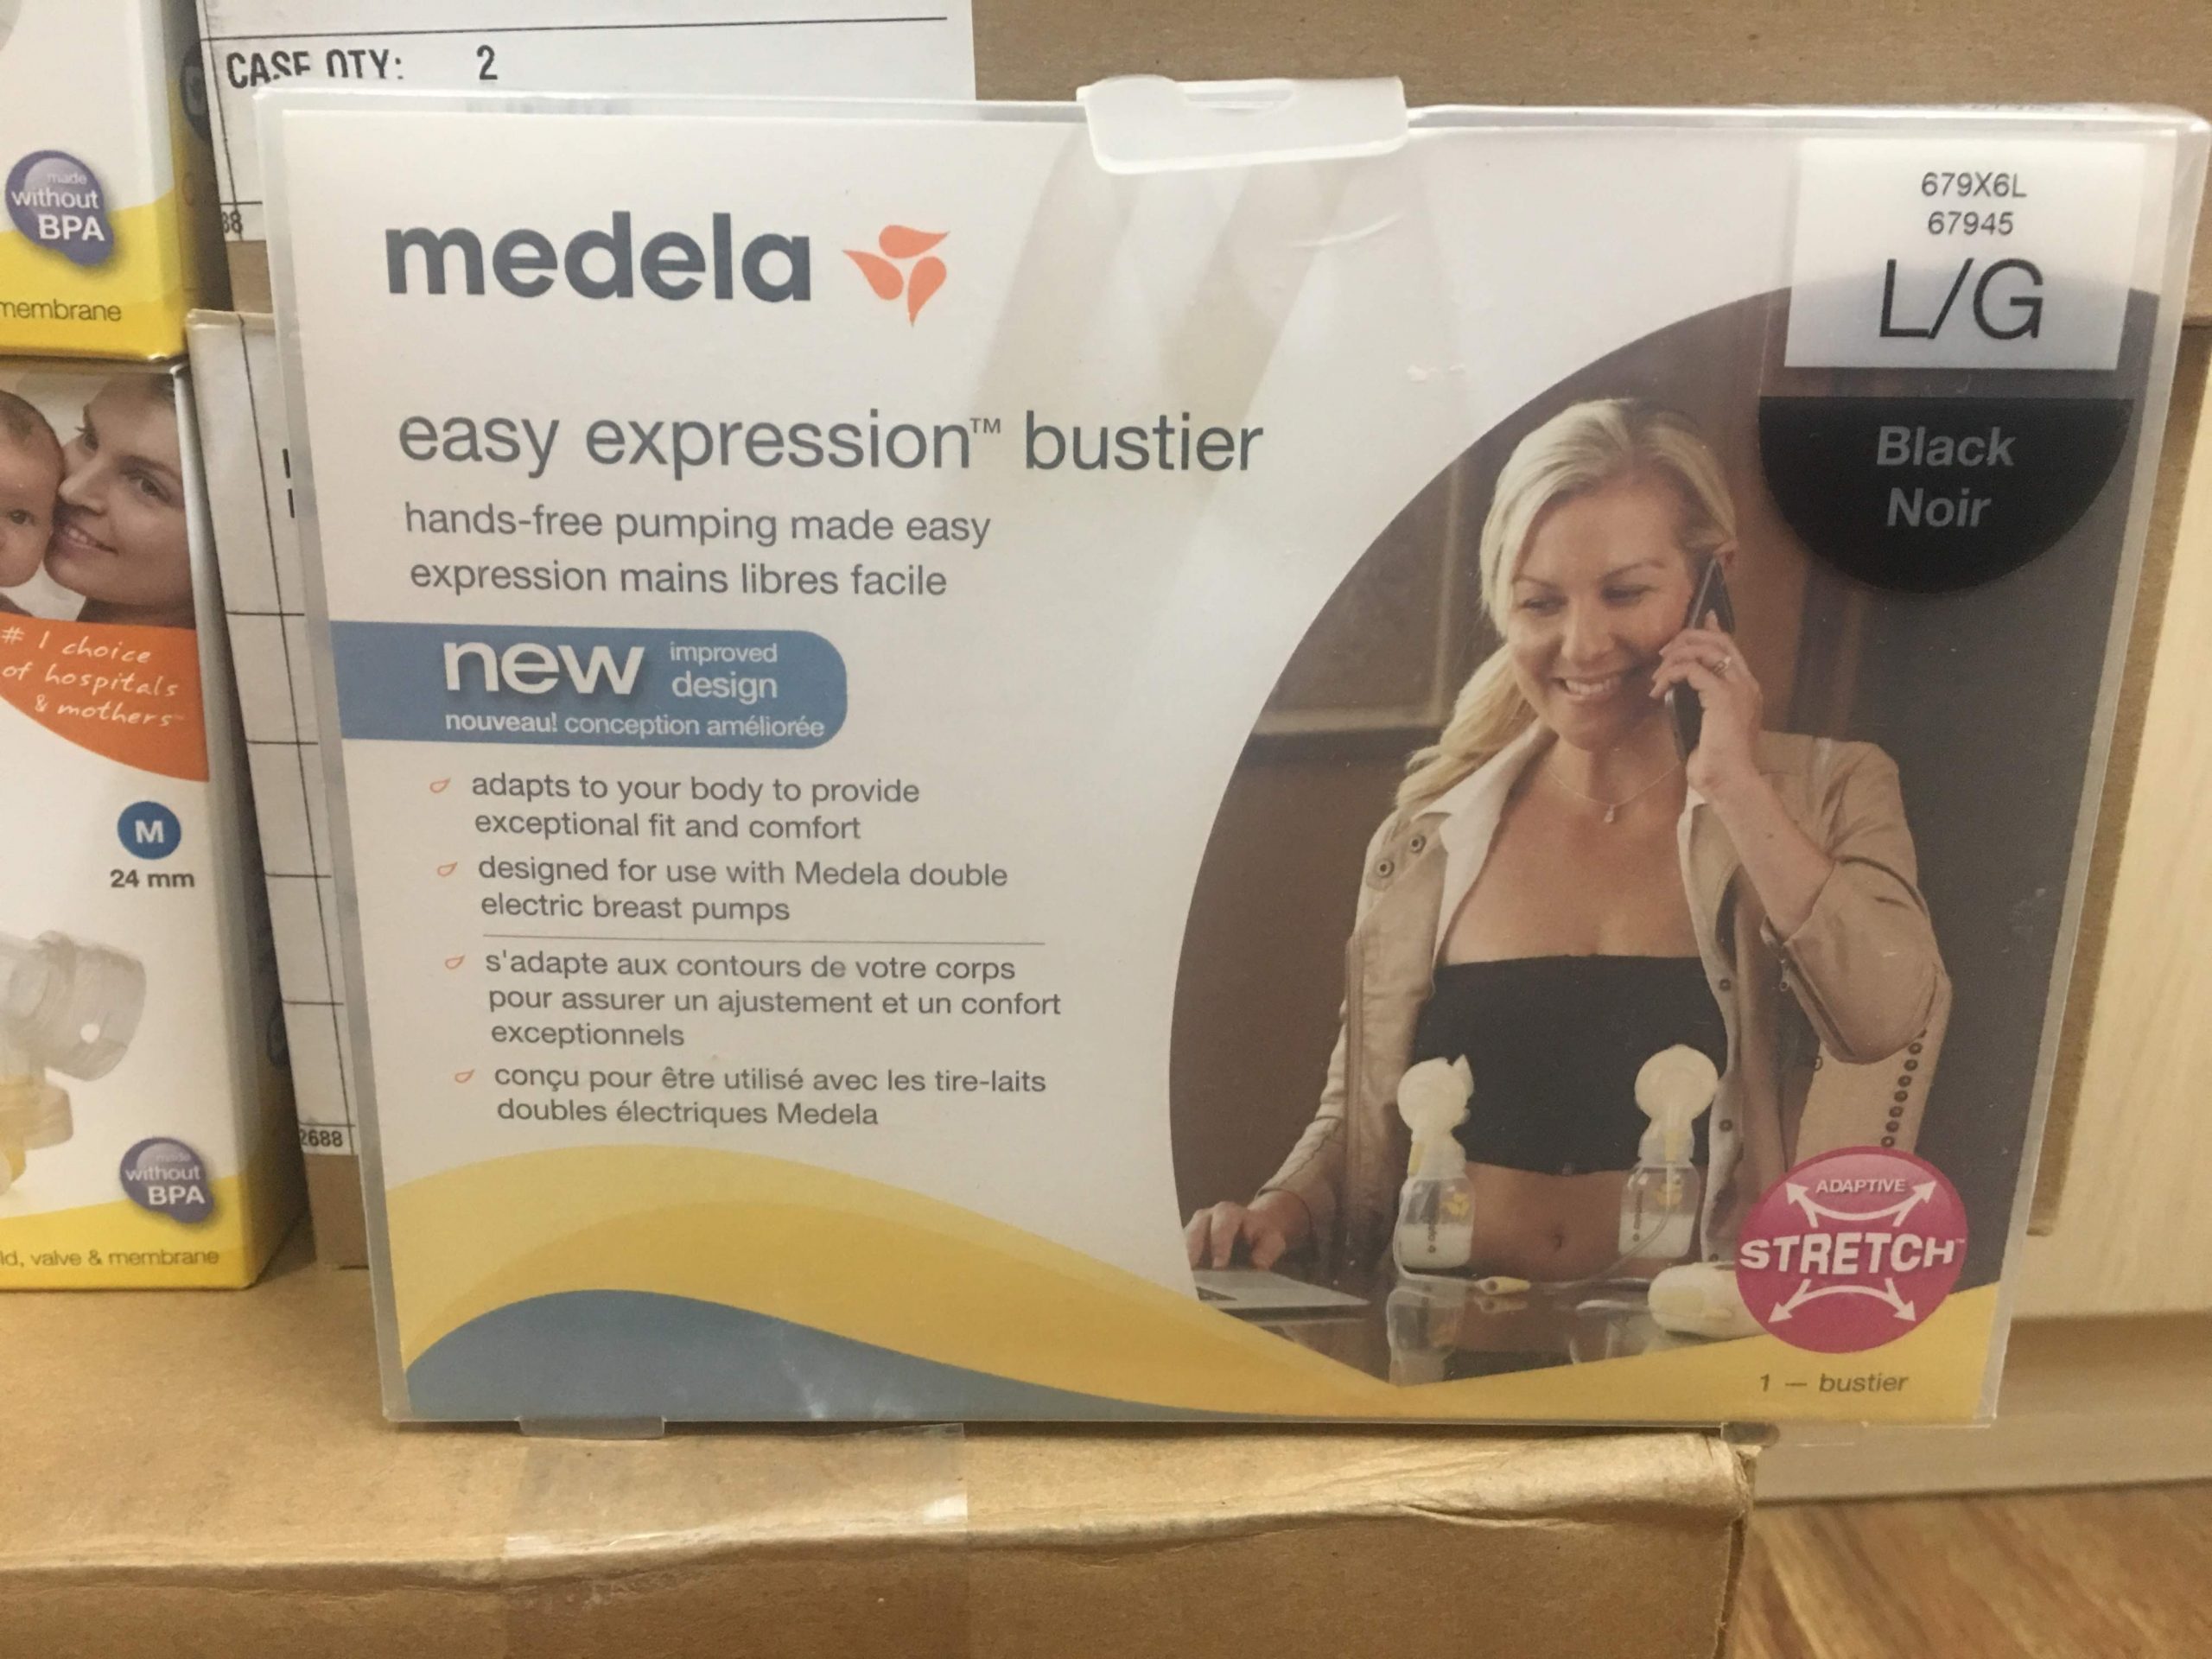 CASE QTY: 2
made
without
BPA
membrane
# 1 choice
of hospitals
& mothers
M
24 mm
made
without
BPA
valve & membrane
2688
medela
easy expression™ bustier
hands-free pumping made easy
expression mains libres facile
new improved
design
nouveau! conception améliorée
adapts to your body to provide
exceptional fit and comfort
designed for use with Medela double
electric breast pumps
s'adapte aux contours de votre corps
pour assurer un ajustement et un confort
exceptionnels
conçu pour être utilisé avec les tire-laits
doubles électriques Medela
679X6L
67945
L/G
Black
Noir
ADAPTIVE
STRETCH™
1 — bustier